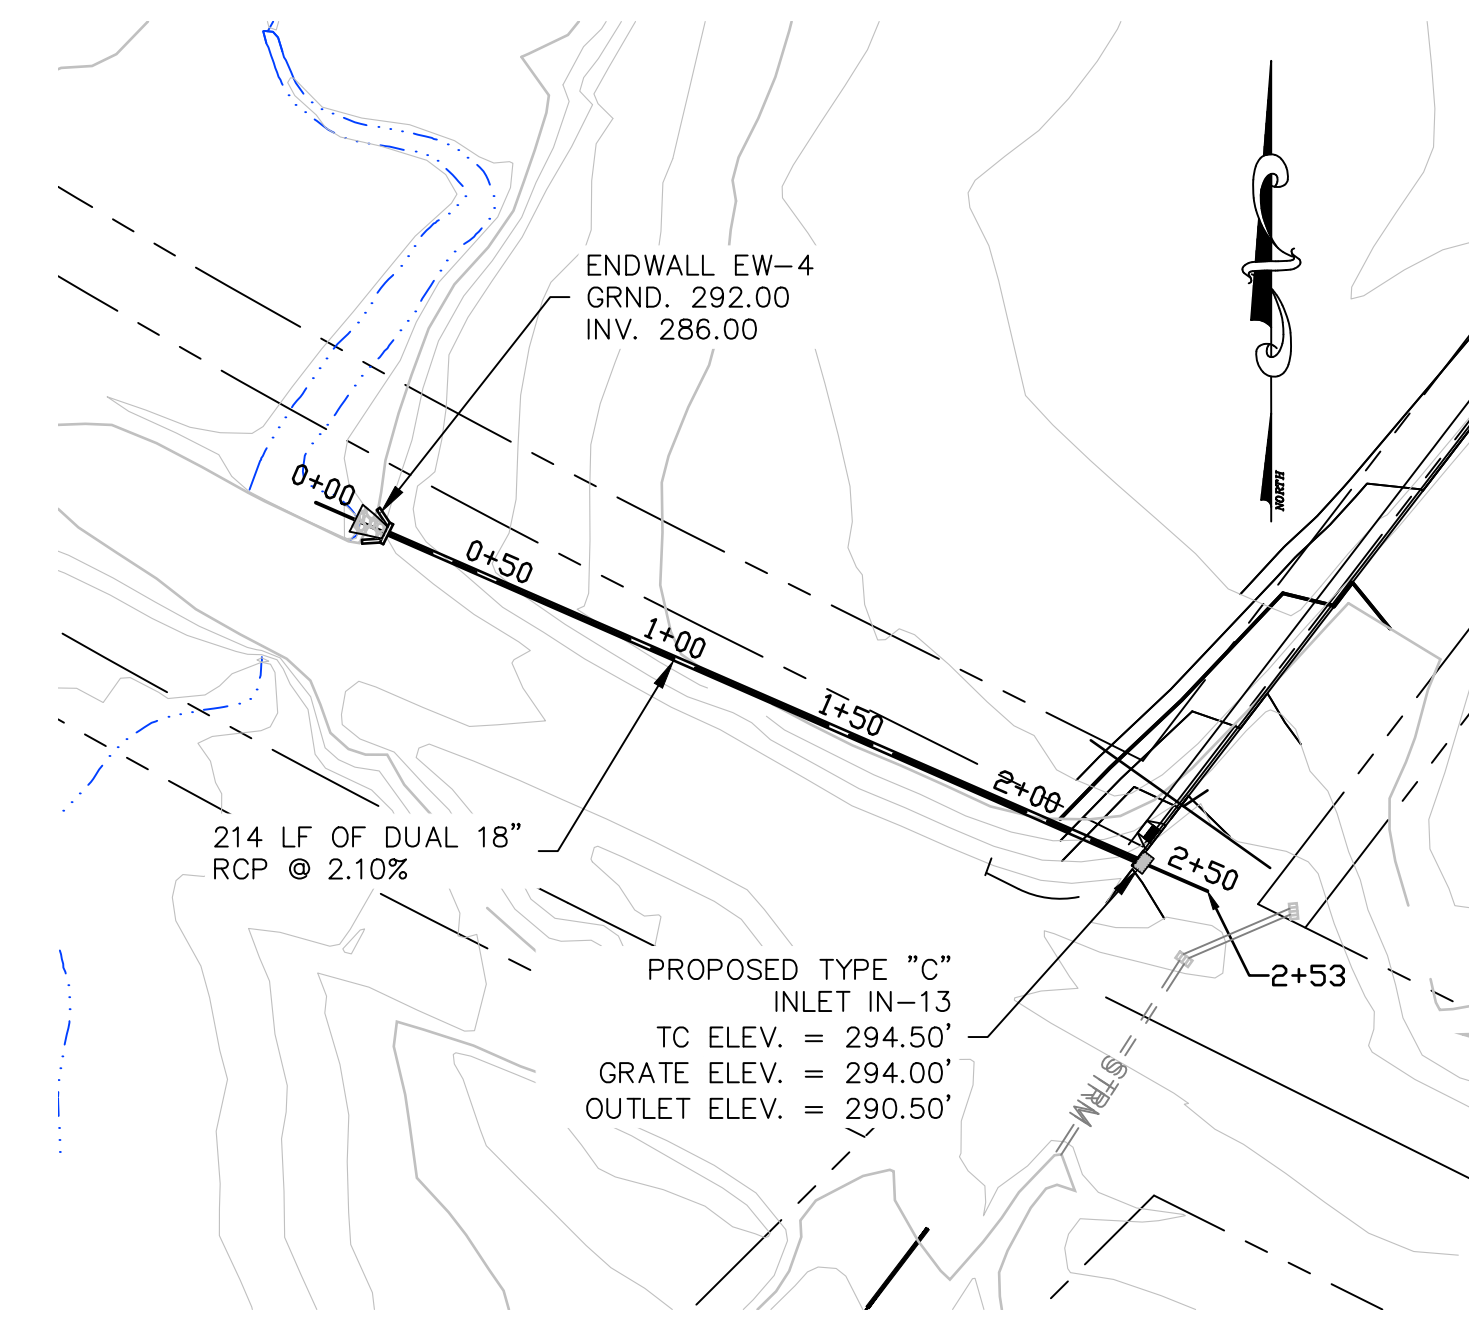 ENDWALL EW-4
GRND. 292.00
INV. 286.00
NORTH
0+00
0+50
1+00
1+50
2+00
2+50
2+53
214 LF OF DUAL 18"
RCP @ 2.10%
PROPOSED TYPE "C"
INLET IN-13
TC ELEV. = 294.50'
GRATE ELEV. = 294.00'
OUTLET ELEV. = 290.50'
STRM